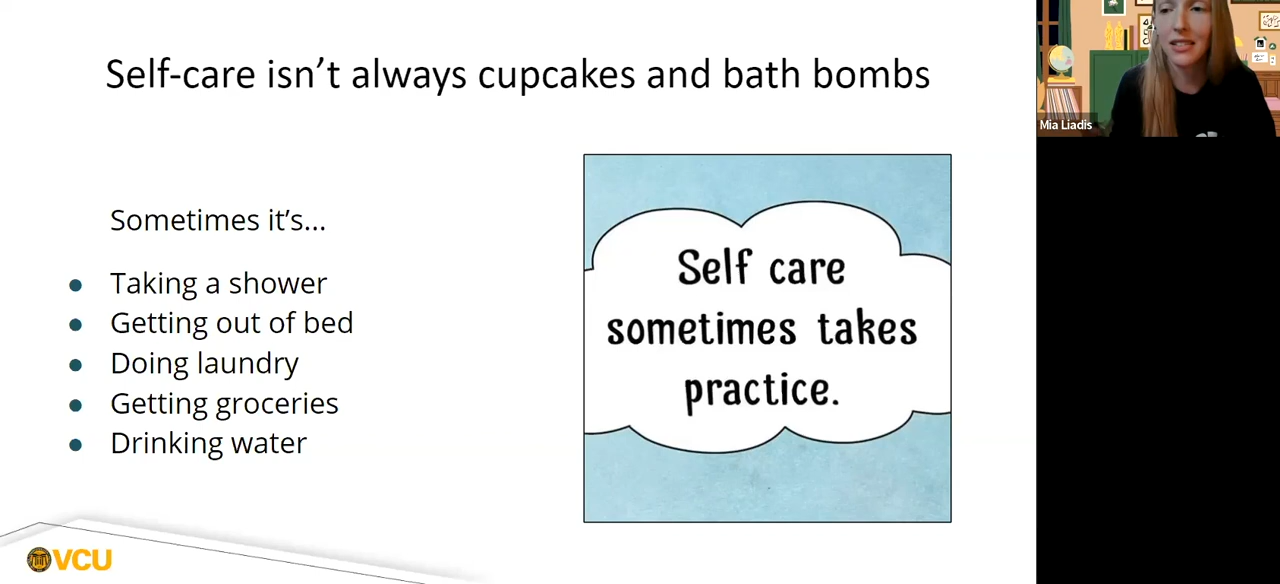 Self-care isn’t always cupcakes and bath bombs
Mia Liadis
Sometimes it’s...
Taking a shower
Getting out of bed
Doing laundry
Getting groceries
Drinking water
Self care
sometimes takes
practice.
VCU